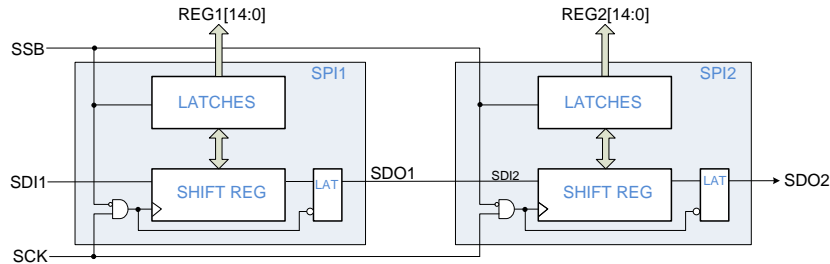 REG1[14:0] REG2[14:0]
SSB
SPI1 SPI2
LATCHES LATCHES
SDI1 SHIFT REG LAT SDO1 SDI2 SHIFT REG LAT SDO2
SCK